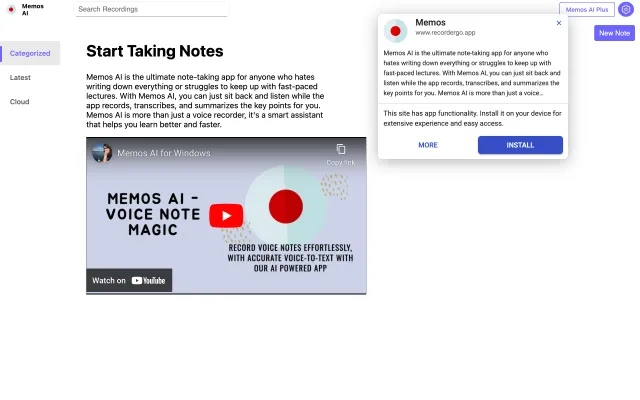 Memos
AI
Search Recordings
Memos AI Plus
New Note
Categorized
Latest
Cloud
Start Taking Notes
Memos AI is the ultimate note-taking app for anyone who hates
writing down everything or struggles to keep up with fast-paced
lectures. With Memos AI, you can just sit back and listen while the
app records, transcribes, and summarizes the key points for you.
Memos AI is more than just a voice recorder, it's a smart assistant
that helps you learn better and faster.
Memos AI for Windows
Copy link
MEMOS AI -
VOICE NOTE
MAGIC
RECORD VOICE NOTES EFFORTLESSLY,
WITH ACCURATE VOICE-TO-TEXT WITH
OUR AI POWERED APP
Watch on YouTube
Memos
www.recordergo.app
Memos AI is the ultimate note-taking app for anyone who
hates writing down everything or struggles to keep up with
fast-paced lectures. With Memos AI, you can just sit back and
listen while the app records, transcribes, and summarizes the
key points for you. Memos AI is more than just a voice...
This site has app functionality. Install it on your device for
extensive experience and easy access.
MORE
INSTALL